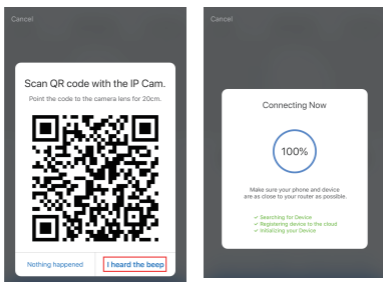 Cancel
Scan QR code with the IP Cam.
Point the code to the camera lens for 20cm.
Nothing happened
I heard the beep
Cancel
Connecting Now
100%
Make sure your phone and device
are as close to your router as possible.
✓ Searching for Device
✓ Registering device to the cloud
✓ Initializing your Device